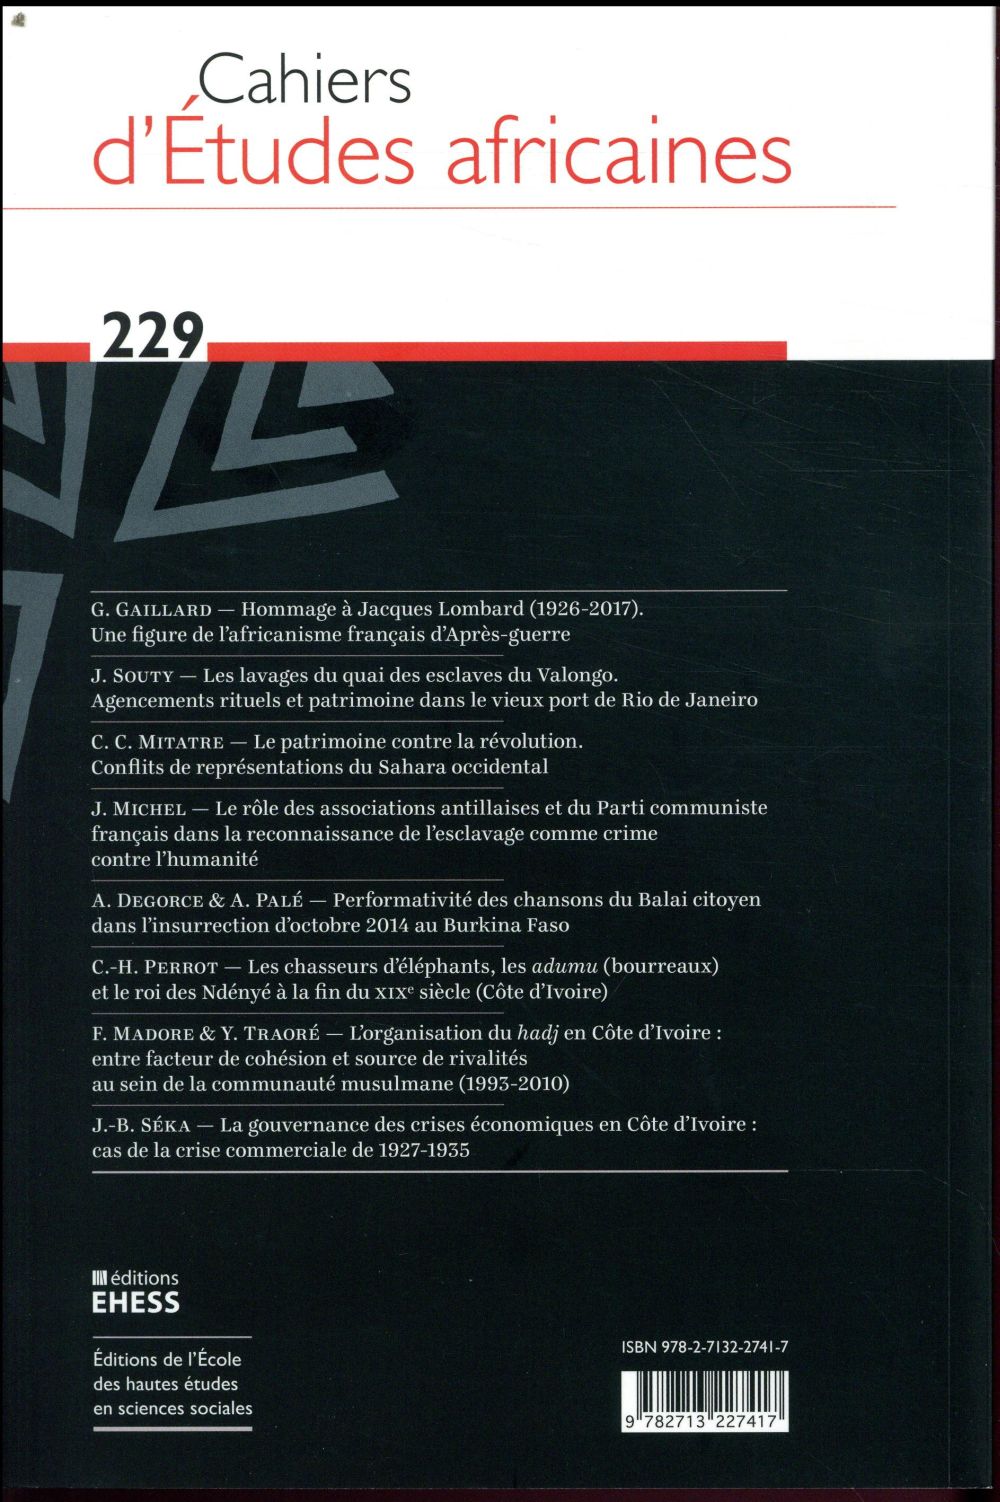 Cahiers
d'Études africaines
229
G. GAILLARD — Hommage à Jacques Lombard (1926-2017).
Une figure de l'africanisme français d'Après-guerre
J. SOUTY — Les lavages du quai des esclaves du Valongo.
Agencements rituels et patrimoine dans le vieux port de Rio de Janeiro
C. C. MITATRE — Le patrimoine contre la révolution.
Conflits de représentations du Sahara occidental
J. MICHEL — Le rôle des associations antillaises et du Parti communiste
français dans la reconnaissance de l'esclavage comme crime
contre l'humanité
A. DEGORCE & A. PALÉ — Performativité des chansons du Balai citoyen
dans l'insurrection d'octobre 2014 au Burkina Faso
C.-H. PERROT — Les chasseurs d'éléphants, les adumu (bourreaux)
et le roi des Ndényé à la fin du XIXe siècle (Côte d'Ivoire)
F. MADORE & Y. TRAORÉ — L'organisation du hadj en Côte d'Ivoire :
entre facteur de cohésion et source de rivalités
au sein de la communauté musulmane (1993-2010)
J.-B. SÉKA — La gouvernance des crises économiques en Côte d'Ivoire :
cas de la crise commerciale de 1927-1935
éditions
EHESS
Éditions de l'École
des hautes études
en sciences sociales
ISBN 978-2-7132-2741-7
9 782713 227417